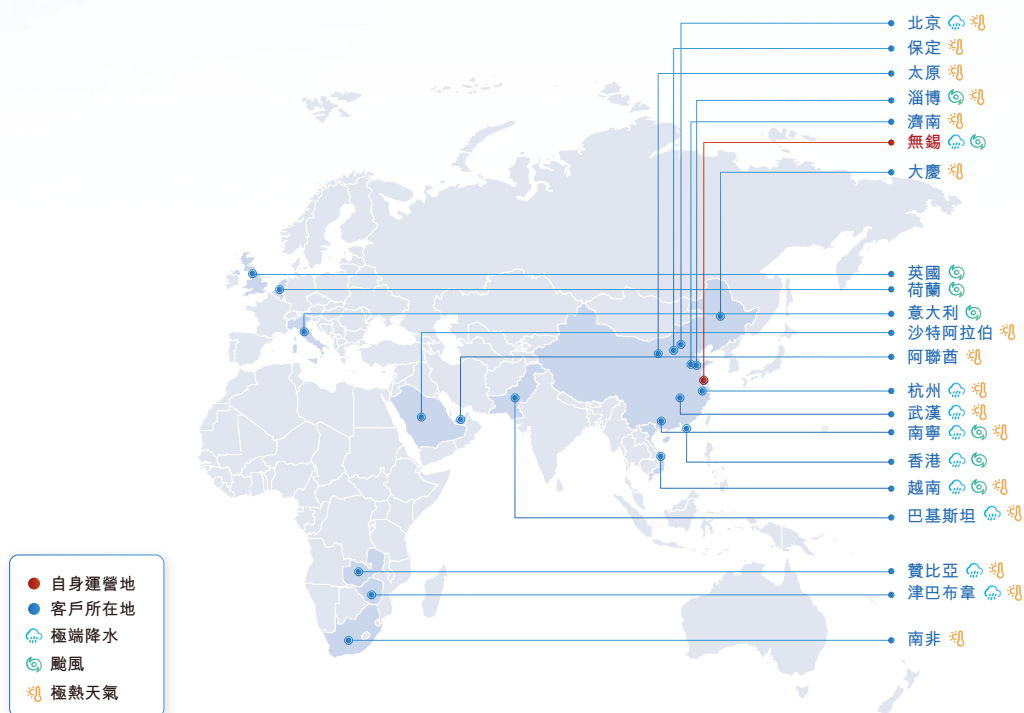 北京
保定
太原
淄博
濟南
無錫
大慶
英國
荷蘭
意大利
沙特阿拉伯
阿聯酋
杭州
武漢
南寧
香港
越南
巴基斯坦
贊比亞
津巴布韋
南非
自身運營地
客戶所在地
極端降水
颱風
極熱天氣